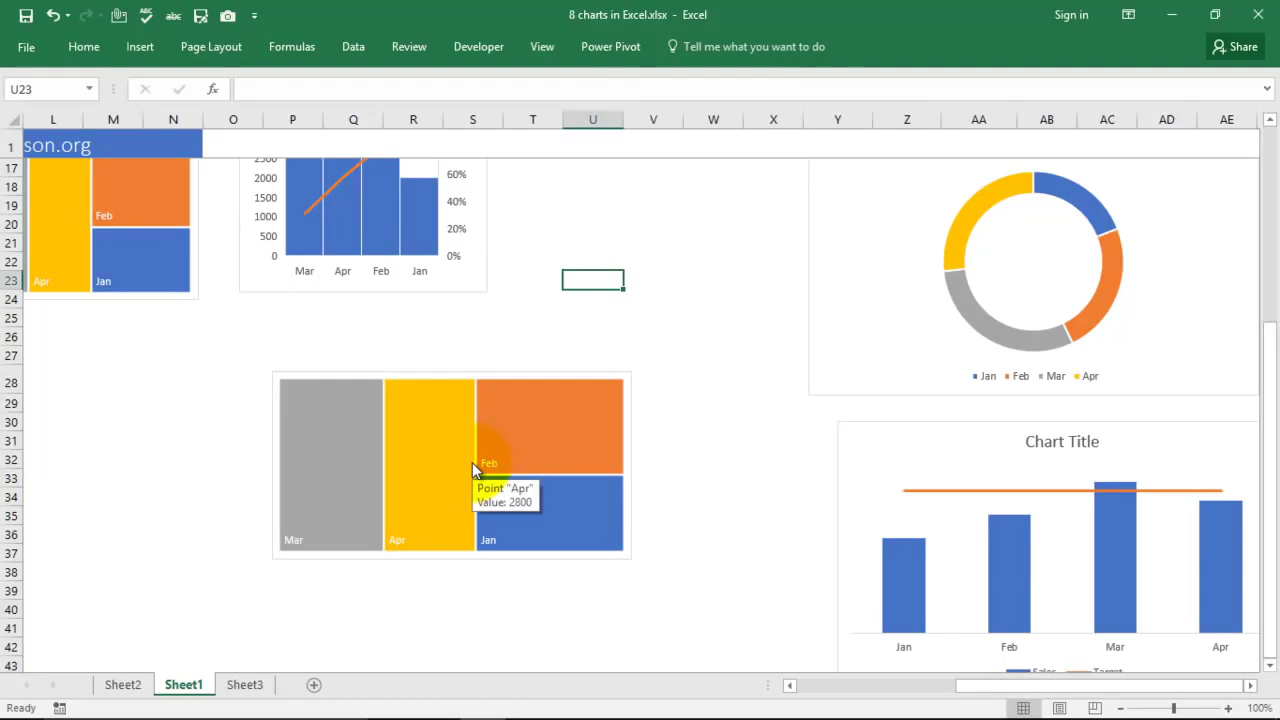 8 charts in Excel.xlsx - Excel
Sign in
File Home Insert Page Layout Formulas Data Review Developer View Power Pivot Tell me what you want to do Share
U23 fx
L M N O P Q R S T U V W X Y Z AA AB AC AD AE
1 son.org
17
18
19
20
21
22
23
24
25
26
27
28
29
30
31
32
33
34
35
36
37
38
39
40
41
42
43
Feb
Apr Jan
2500
2000 60%
1500
1000 40%
500 20%
0 0%
Mar Apr Feb Jan
Jan Feb Mar Apr
Feb
Point "Apr"
Value: 2800
Mar Apr Jan
Chart Title
Jan Feb Mar Apr
Sales Target
Sheet2 Sheet1 Sheet3
Ready 100%